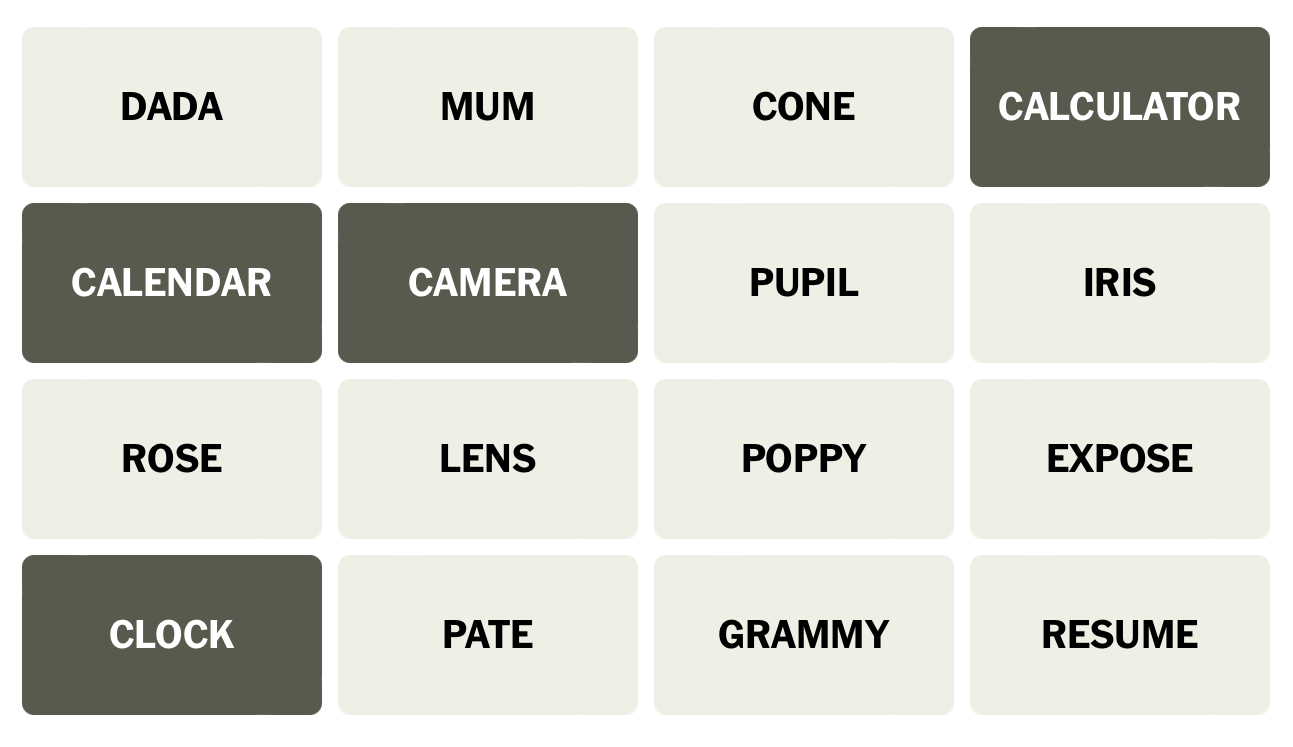 DADA
MUM
CONE
CALCULATOR
CALENDAR
CAMERA
PUPIL
IRIS
ROSE
LENS
POPPY
EXPOSE
CLOCK
PATE
GRAMMY
RESUME